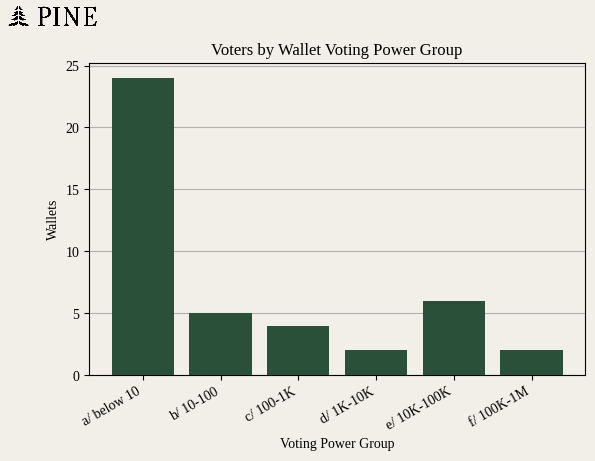 PINE
Voters by Wallet Voting Power Group
25
20
15
10
5
0
Wallets
a/ below 10
b/ 10-100
c/ 100-1K
d/ 1K-10K
e/ 10K-100K
f/ 100K-1M
Voting Power Group